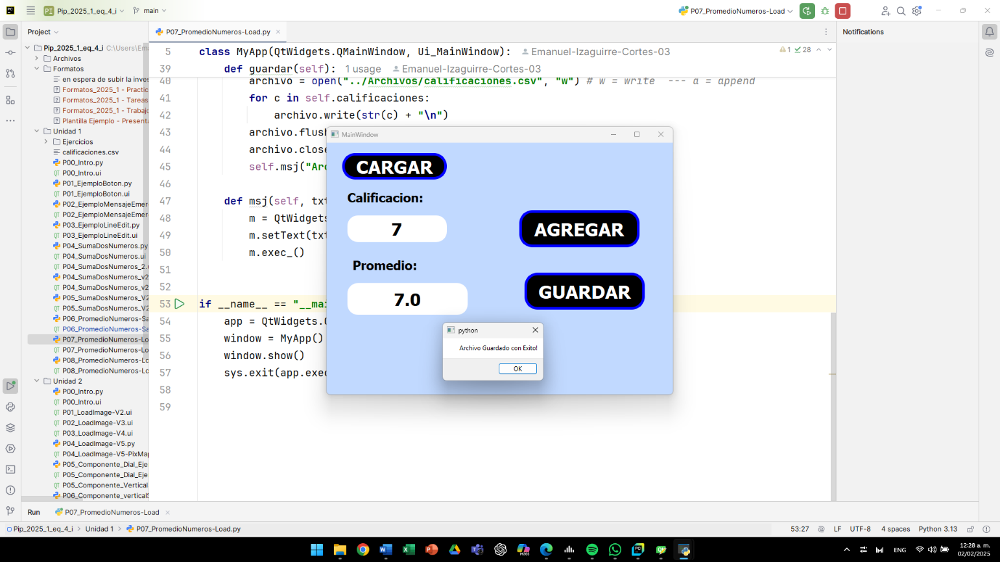 Pip_2025_1_eq_4_i
main
P07_PromedioNumeros-Load
Project
P07_PromedioNumeros-Load.py
Notifications
Pip_2025_1_eq_4_i C:\Users\Em
Archivos
Formatos
en espera de subir la inves
Formatos_2025_1 - Practic
Formatos_2025_1 - Tareas
Formatos_2025_1 - Trabajo
Plantilla Ejemplo - Present
Unidad 1
Ejercicios
calificaciones.csv
P00_Intro.py
P00_Intro.ui
P01_EjemploBoton.py
P01_EjemploBoton.ui
P02_EjemploMensajeEmer
P02_EjemploMensajeEmer
P03_EjemploLineEdit.py
P03_EjemploLineEdit.ui
P04_SumaDosNumeros.py
P04_SumaDosNumeros.ui
P04_SumaDosNumeros_2.u
P04_SumaDosNumeros_v2
P04_SumaDosNumeros_v2
P05_SumaDosNumeros_V2
P05_SumaDosNumeros_V2
P06_PromedioNumeros-Sa
P06_PromedioNumeros-Sa
P07_PromedioNumeros-Lo
P07_PromedioNumeros-Lo
P08_PromedioNumeros-Lo
P08_PromedioNumeros-Lo
Unidad 2
P00_Intro.py
P00_Intro.ui
P01_LoadImage-V2.ui
P02_LoadImage-V3.ui
P03_LoadImage-V4.ui
P04_LoadImage-V5.py
P04_LoadImage-V5-PixMap
P05_Componente_Dial_Eje
P05_Componente_Dial_Eje
P05_Componente_Vertical
P06_Componente_verticalS
5 class MyApp(QtWidgets.QMainWindow, Ui_MainWindow): Emanuel-Izaguirre-Cortes-03
1 28
39 def guardar(self): 1 usage Emanuel-Izaguirre-Cortes-03
40 archivo = open("../Archivos/calificaciones.csv", "w") # w = write --- a = append
41 for c in self.calificaciones:
42 archivo.write(str(c) + "\n")
43 archivo.flush
44 archivo.close
45 self.msj("Ar
46
47 def msj(self, txt
48 m = QtWidgets
49 m.setText(txt
50 m.exec_()
51
52
53 if __name__ == "__mai
54 app = QtWidgets.Q
55 window = MyApp()
56 window.show()
57 sys.exit(app.exec
58
59
MainWindow
CARGAR
Calificacion:
7
AGREGAR
Promedio:
7.0
GUARDAR
python
Archivo Guardado con Exito!
OK
Run
P07_PromedioNumeros-Load
Pip_2025_1_eq_4_i > Unidad 1 > P07_PromedioNumeros-Load.py
53:27 LF UTF-8 4 spaces Python 3.13
ENG
12:28 a. m.
02/02/2025